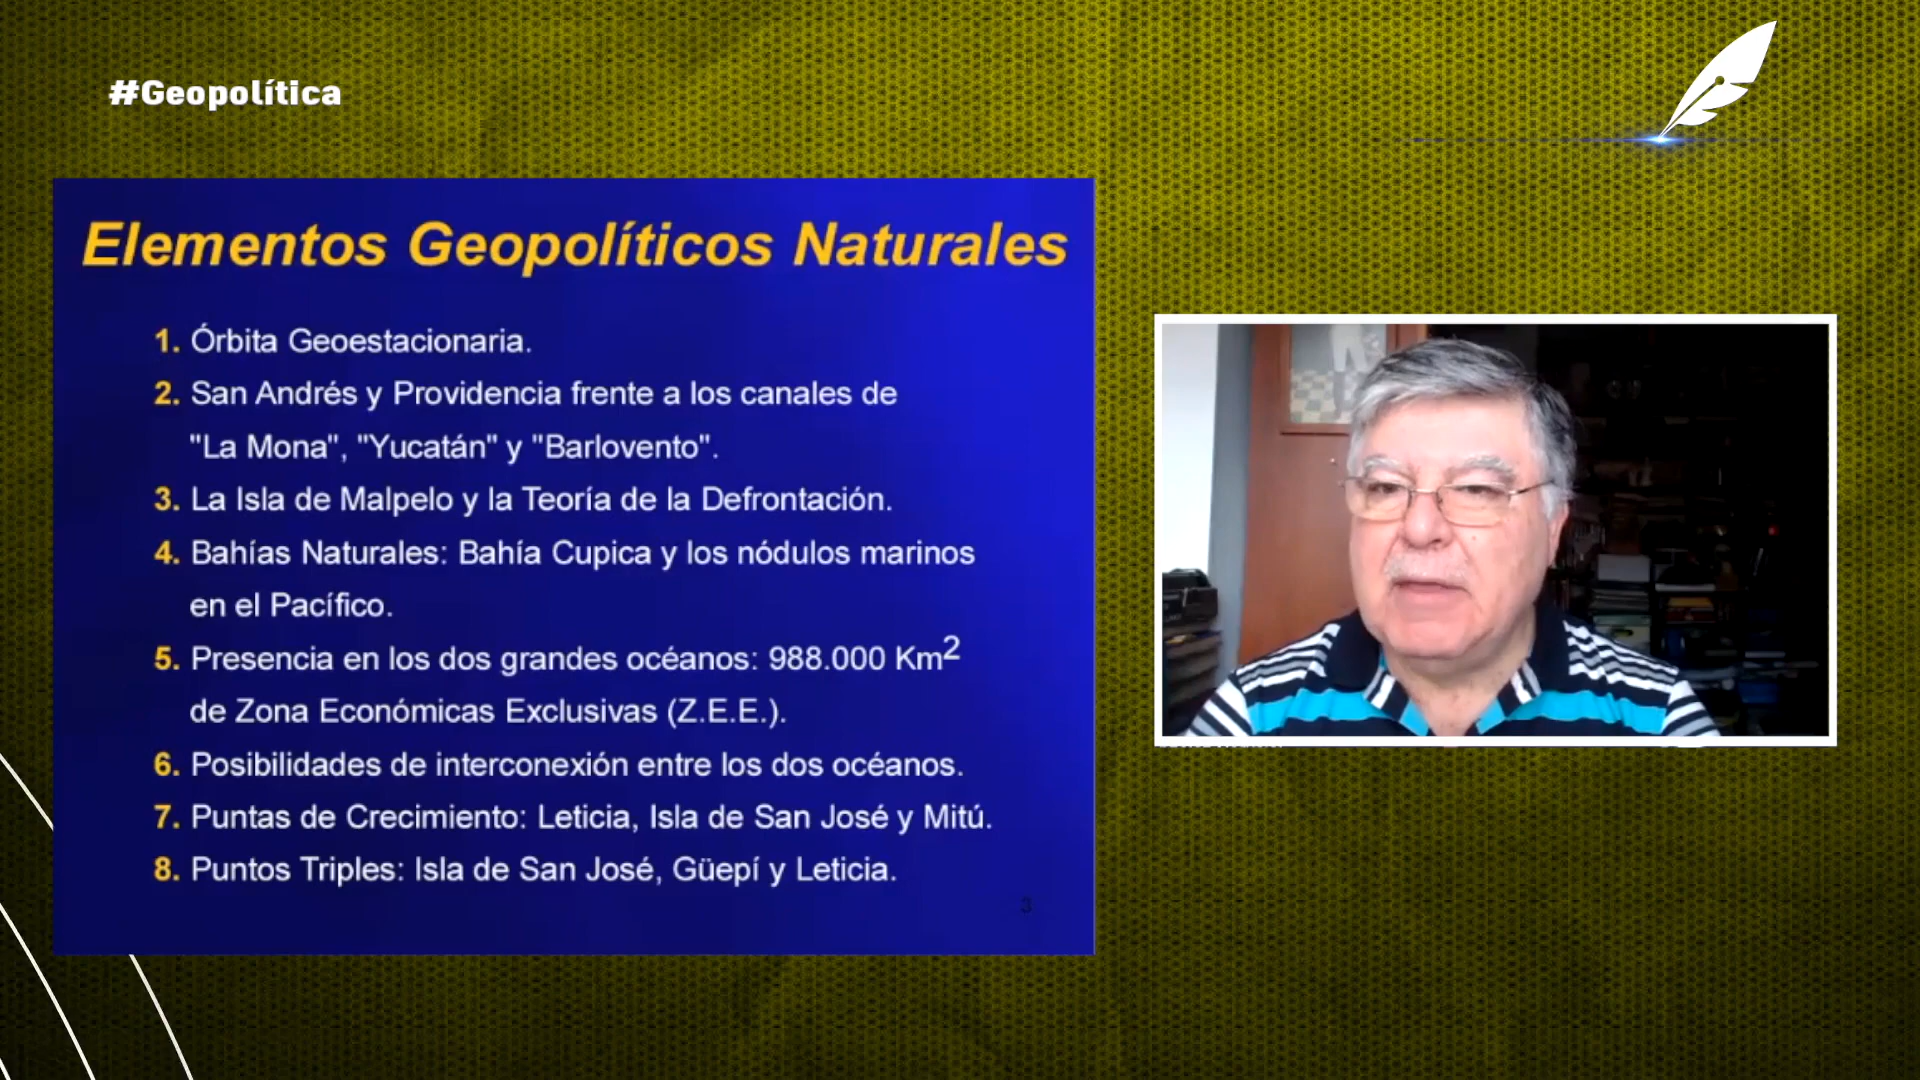 #Geopolítica
Elementos Geopolíticos Naturales
1. Órbita Geoestacionaria.
2. San Andrés y Providencia frente a los canales de
"La Mona", "Yucatán" y "Barlovento".
3. La Isla de Malpelo y la Teoría de la Defrontación.
4. Bahías Naturales: Bahía Cupica y los nódulos marinos
en el Pacífico.
5. Presencia en los dos grandes océanos: 988.000 Km2
de Zona Económicas Exclusivas (Z.E.E.).
6. Posibilidades de interconexión entre los dos océanos.
7. Puntas de Crecimiento: Leticia, Isla de San José y Mitú.
8. Puntos Triples: Isla de San José, Güepí y Leticia.
3